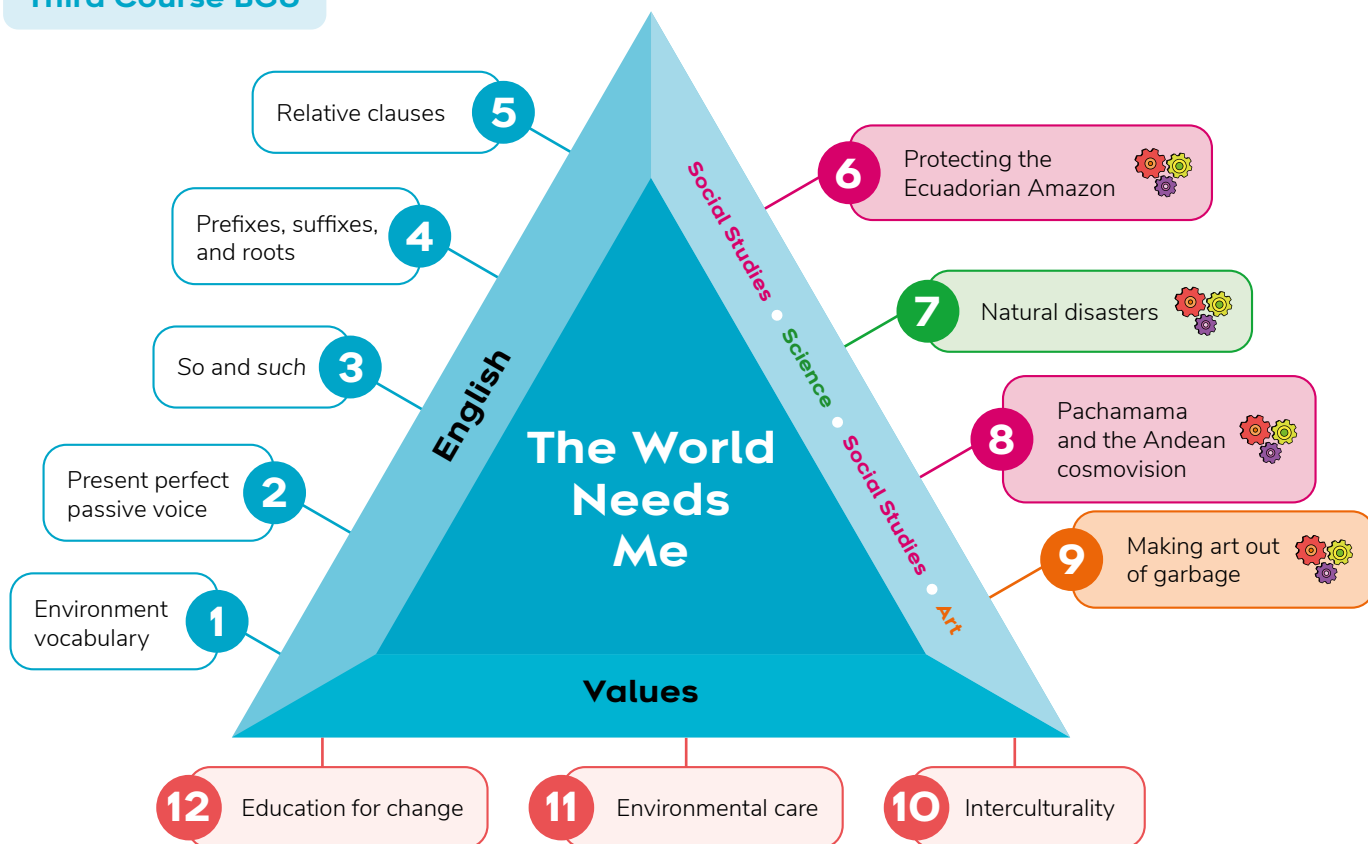 Third Course BGU
5
Relative clauses
4
Prefixes, suffixes,
and roots
3
So and such
2
Present perfect
passive voice
1
Environment
vocabulary
English
The World
Needs
Me
Social Studies • Science • Social Studies • Art
6
Protecting the
Ecuadorian Amazon
7
Natural disasters
8
Pachamama
and the Andean
cosmovision
9
Making art out
of garbage
Values
12
Education for change
11
Environmental care
10
Interculturality